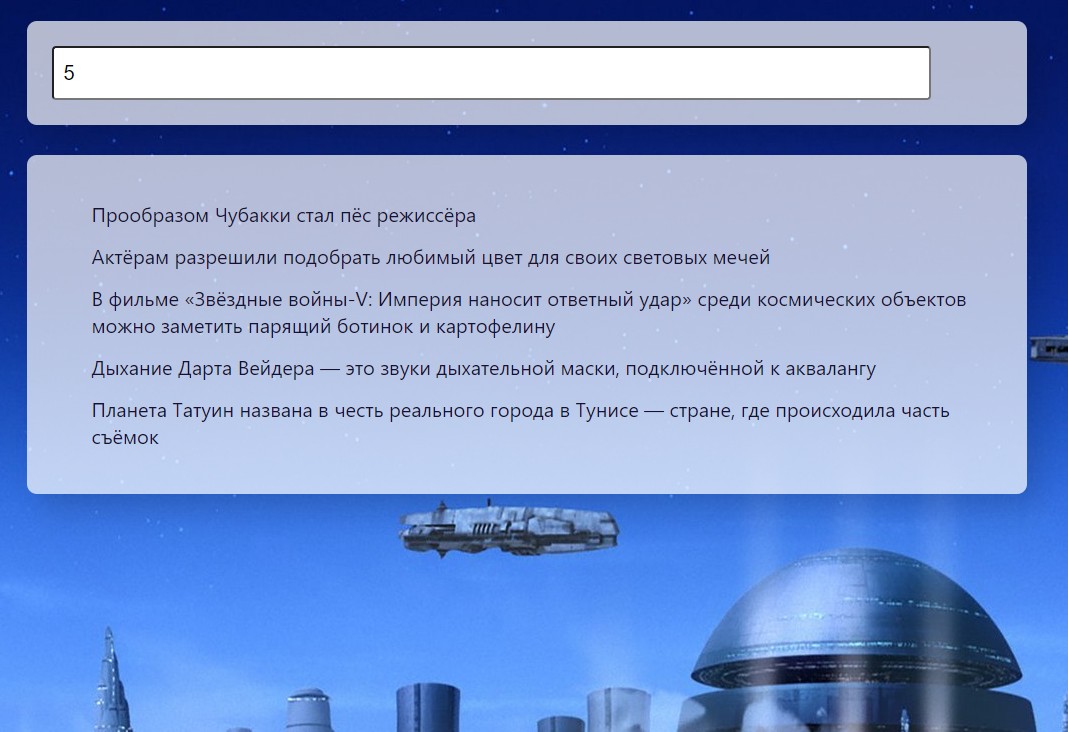 5
Прообразом Чубакки стал пёс режиссёра
Актёрам разрешили подобрать любимый цвет для своих световых мечей
В фильме «Звёздные войны-V: Империя наносит ответный удар» среди космических объектов
можно заметить парящий ботинок и картофелину
Дыхание Дарта Вейдера — это звуки дыхательной маски, подключённой к аквалангу
Планета Татуин названа в честь реального города в Тунисе — стране, где происходила часть
съёмок